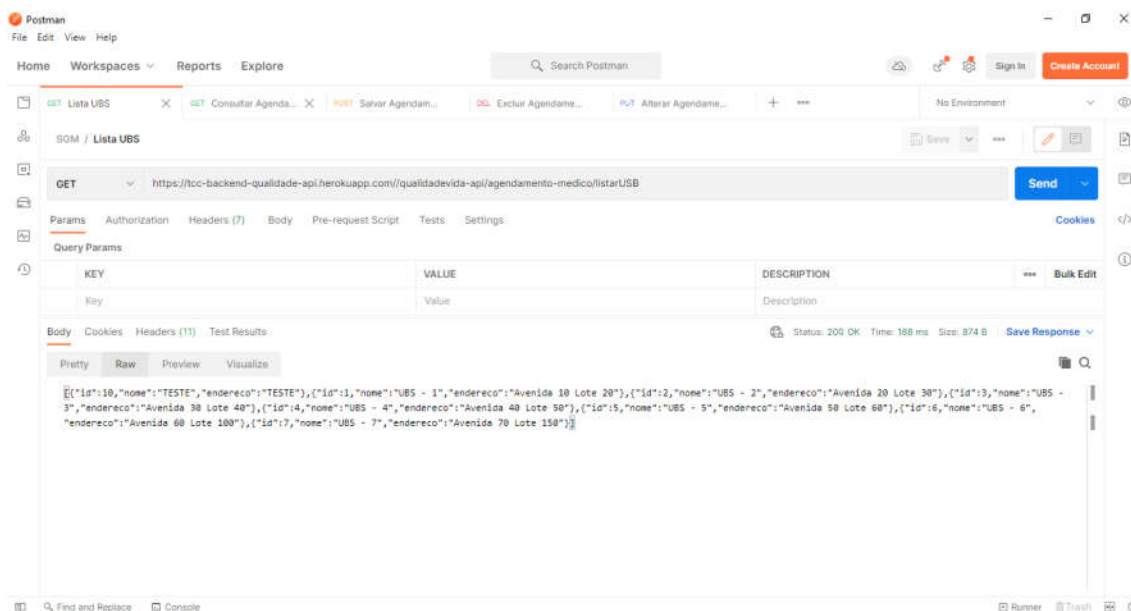 Postman
File Edit View Help
Home Workspaces Reports Explore Search Postman Sign In Create Account
GET Lista UBS GET Consultar Agenda... POST Salvar Agendam... DEL Excluir Agendame... PUT Alterar Agendame... No Environment
SGM / Lista UBS Save
GET https://tcc-backend-qualidade-api.herokuapp.com//qualidadevida-api/agendamento-medico/listarUSB Send
Params Authorization Headers (7) Body Pre-request Script Tests Settings Cookies
Query Params
KEY VALUE DESCRIPTION Bulk Edit
Key Value Description
Body Cookies Headers (11) Test Results Status: 200 OK Time: 168 ms Size: 874 B Save Response
Pretty Raw Preview Visualize
[{"id":10,"nome":"TESTE","endereco":"TESTE"},{"id":1,"nome":"UBS - 1","endereco":"Avenida 10 Lote 20"},{"id":2,"nome":"UBS - 2","endereco":"Avenida 20 Lote 30"},{"id":3,"nome":"UBS -
3","endereco":"Avenida 30 Lote 40"},{"id":4,"nome":"UBS - 4","endereco":"Avenida 40 Lote 50"},{"id":5,"nome":"UBS - 5","endereco":"Avenida 50 Lote 60"},{"id":6,"nome":"UBS - 6",
"endereco":"Avenida 60 Lote 100"},{"id":7,"nome":"UBS - 7","endereco":"Avenida 70 Lote 150"}]
Find and Replace Console Runner Trash